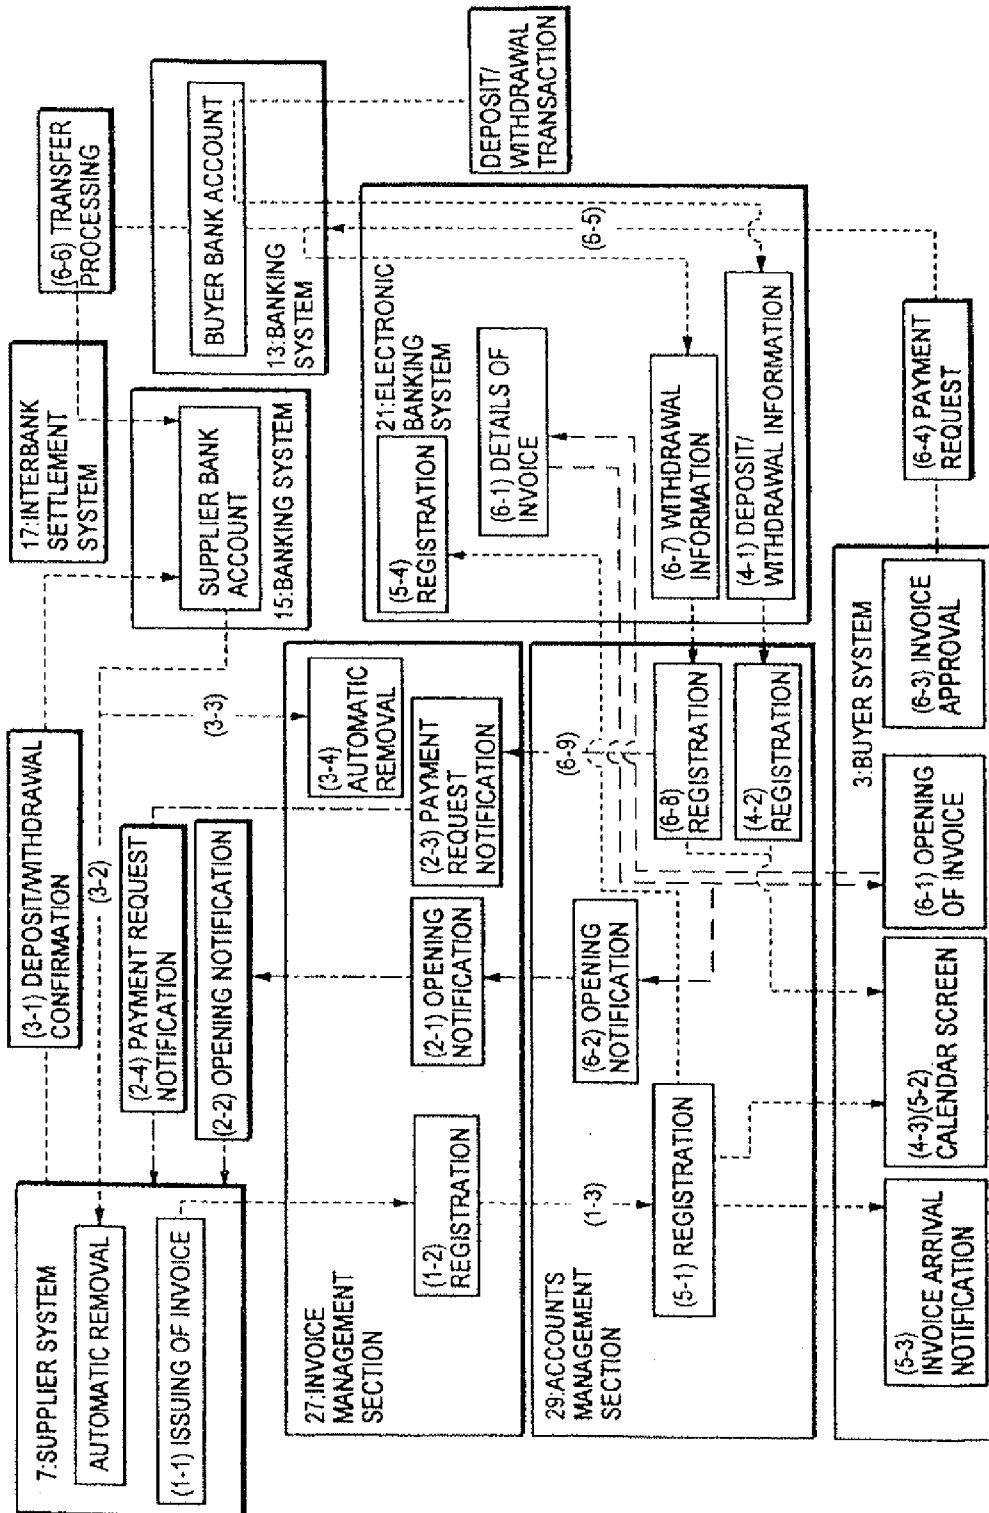 7:SUPPLIER SYSTEM
AUTOMATIC REMOVAL
(1-1) ISSUING OF INVOICE
(3-1) DEPOSIT/WITHDRAWAL
CONFIRMATION
(3-2)
(2-4) PAYMENT REQUEST
NOTIFICATION
(2-2) OPENING NOTIFICATION
(3-3)
17:INTERBANK
SETTLEMENT
SYSTEM
SUPPLIER BANK
ACCOUNT
15:BANKING SYSTEM
(6-6) TRANSFER
PROCESSING
BUYER BANK ACCOUNT
13:BANKING
SYSTEM
DEPOSIT/
WITHDRAWAL
TRANSACTION
27:INVOICE
MANAGEMENT
SECTION
(1-2)
REGISTRATION
(2-1) OPENING
NOTIFICATION
(2-3) PAYMENT
REQUEST
NOTIFICATION
(3-4)
AUTOMATIC
REMOVAL
21:ELECTRONIC
BANKING
SYSTEM
(5-4)
REGISTRATION
(6-1) DETAILS OF
INVOICE
(6-5)
(6-7) WITHDRAWAL
INFORMATION
(4-1) DEPOSIT/
WITHDRAWAL INFORMATION
(1-3)
(6-9)
29:ACCOUNTS
MANAGEMENT
SECTION
(5-1) REGISTRATION
(6-2) OPENING
NOTIFICATION
(6-8)
REGISTRATION
(4-2)
REGISTRATION
3:BUYER SYSTEM
(5-3)
INVOICE ARRIVAL
NOTIFICATION
(4-3)(5-2)
CALENDAR SCREEN
(6-1) OPENING
OF INVOICE
(6-3) INVOICE
APPROVAL
(6-4) PAYMENT
REQUEST